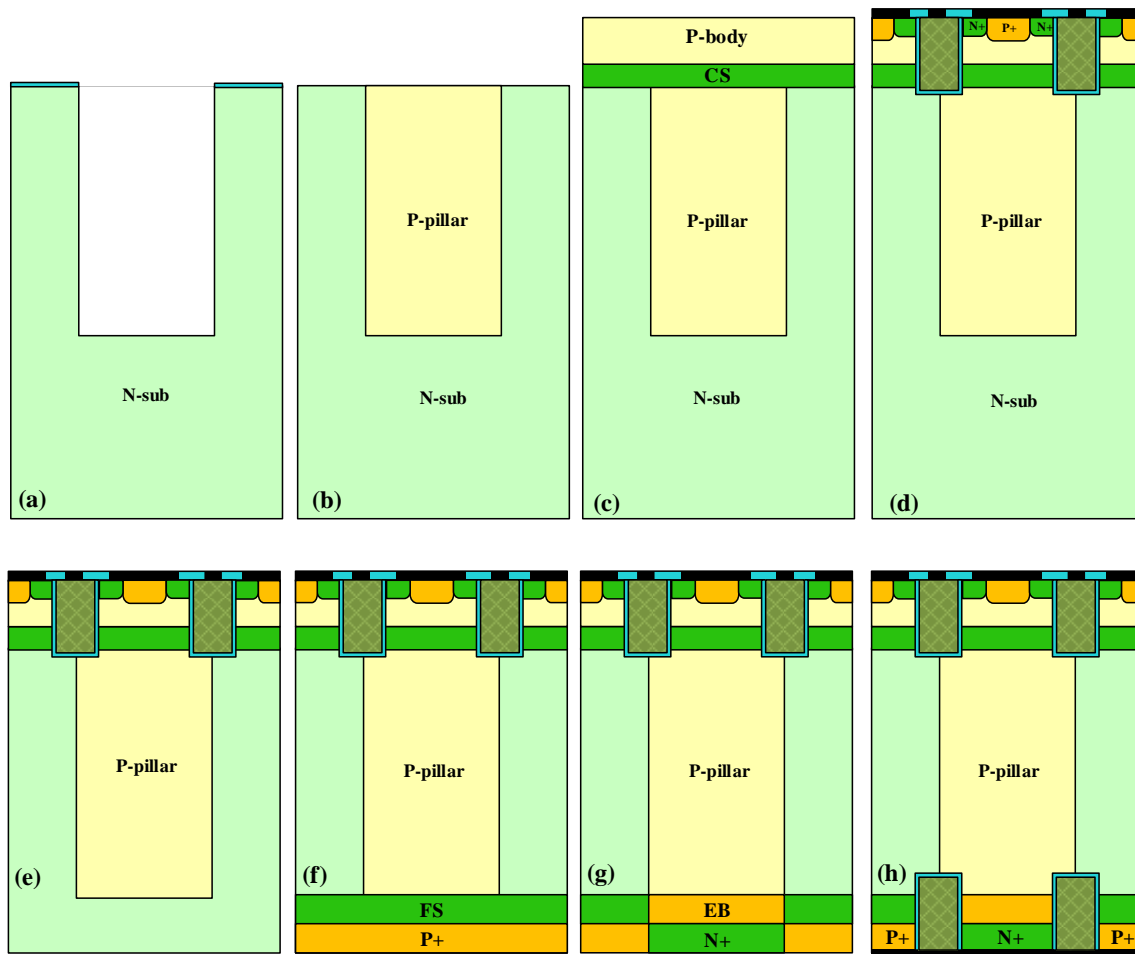 N-sub
(a)
P-pillar
N-sub
(b)
P-body
CS
P-pillar
N-sub
(c)
N+ P+ N+
P-pillar
N-sub
(d)
P-pillar
(e)
P-pillar
(f)
FS
P+
P-pillar
(g)
EB
N+
P-pillar
(h)
P+ N+ P+